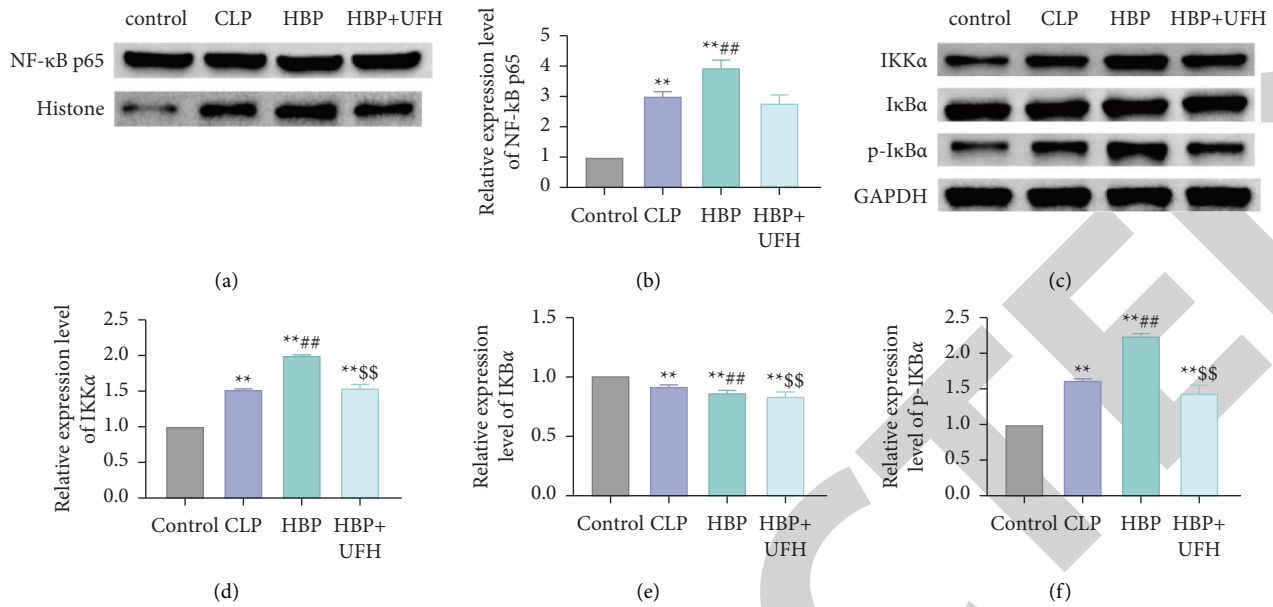 control CLP HBP HBP+UFH
NF-κB p65
Histone
(a)
Relative expression level
of NF-kB p65
5
4
3
2
1
0
**
**##
Control CLP HBP HBP+
UFH
(b)
control CLP HBP HBP+UFH
IKKα
IκBα
p-IκBα
GAPDH
(c)
Relative expression level
of IKKα
2.5
2.0
1.5
1.0
0.5
0.0
**
**##
**$$
Control CLP HBP HBP+
UFH
(d)
Relative expression
level of IKBα
1.5
1.0
0.5
0.0
**
**##
**$$
Control CLP HBP HBP+
UFH
(e)
Relative expression
level of p-IKBα
2.5
2.0
1.5
1.0
0.5
0.0
**
**##
**$$
Control CLP HBP HBP+
UFH
(f)